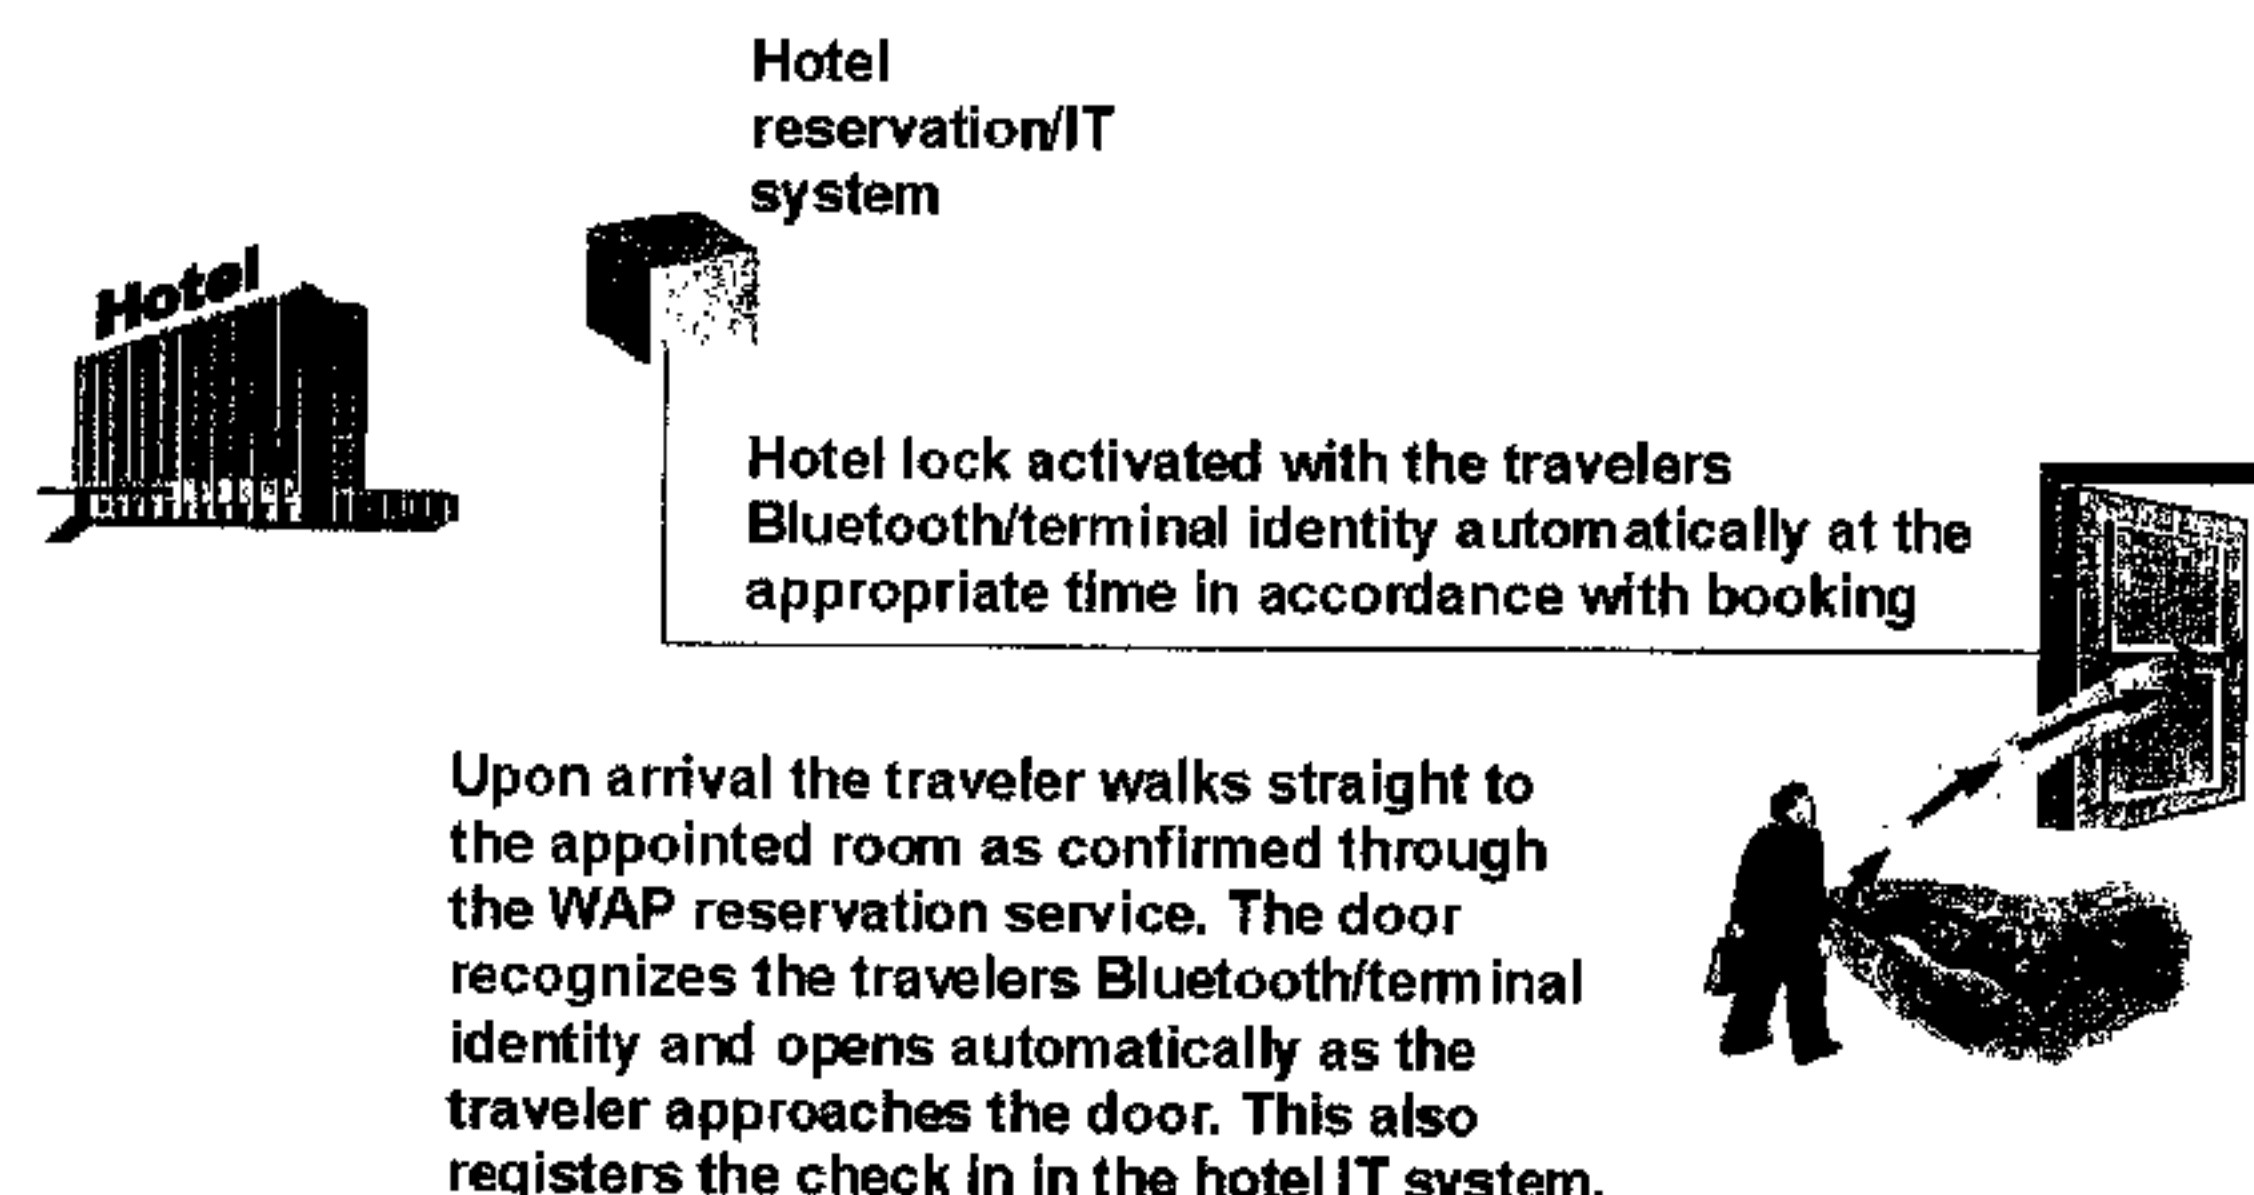 Hotel
reservation/IT
system
Hotel
Hotel lock activated with the travelers
Bluetooth/terminal identity automatically at the
appropriate time in accordance with booking
Upon arrival the traveler walks straight to
the appointed room as confirmed through
the WAP reservation service. The door
recognizes the travelers Bluetooth/terminal
identity and opens automatically as the
traveler approaches the door. This also
registers the check in in the hotel IT system.